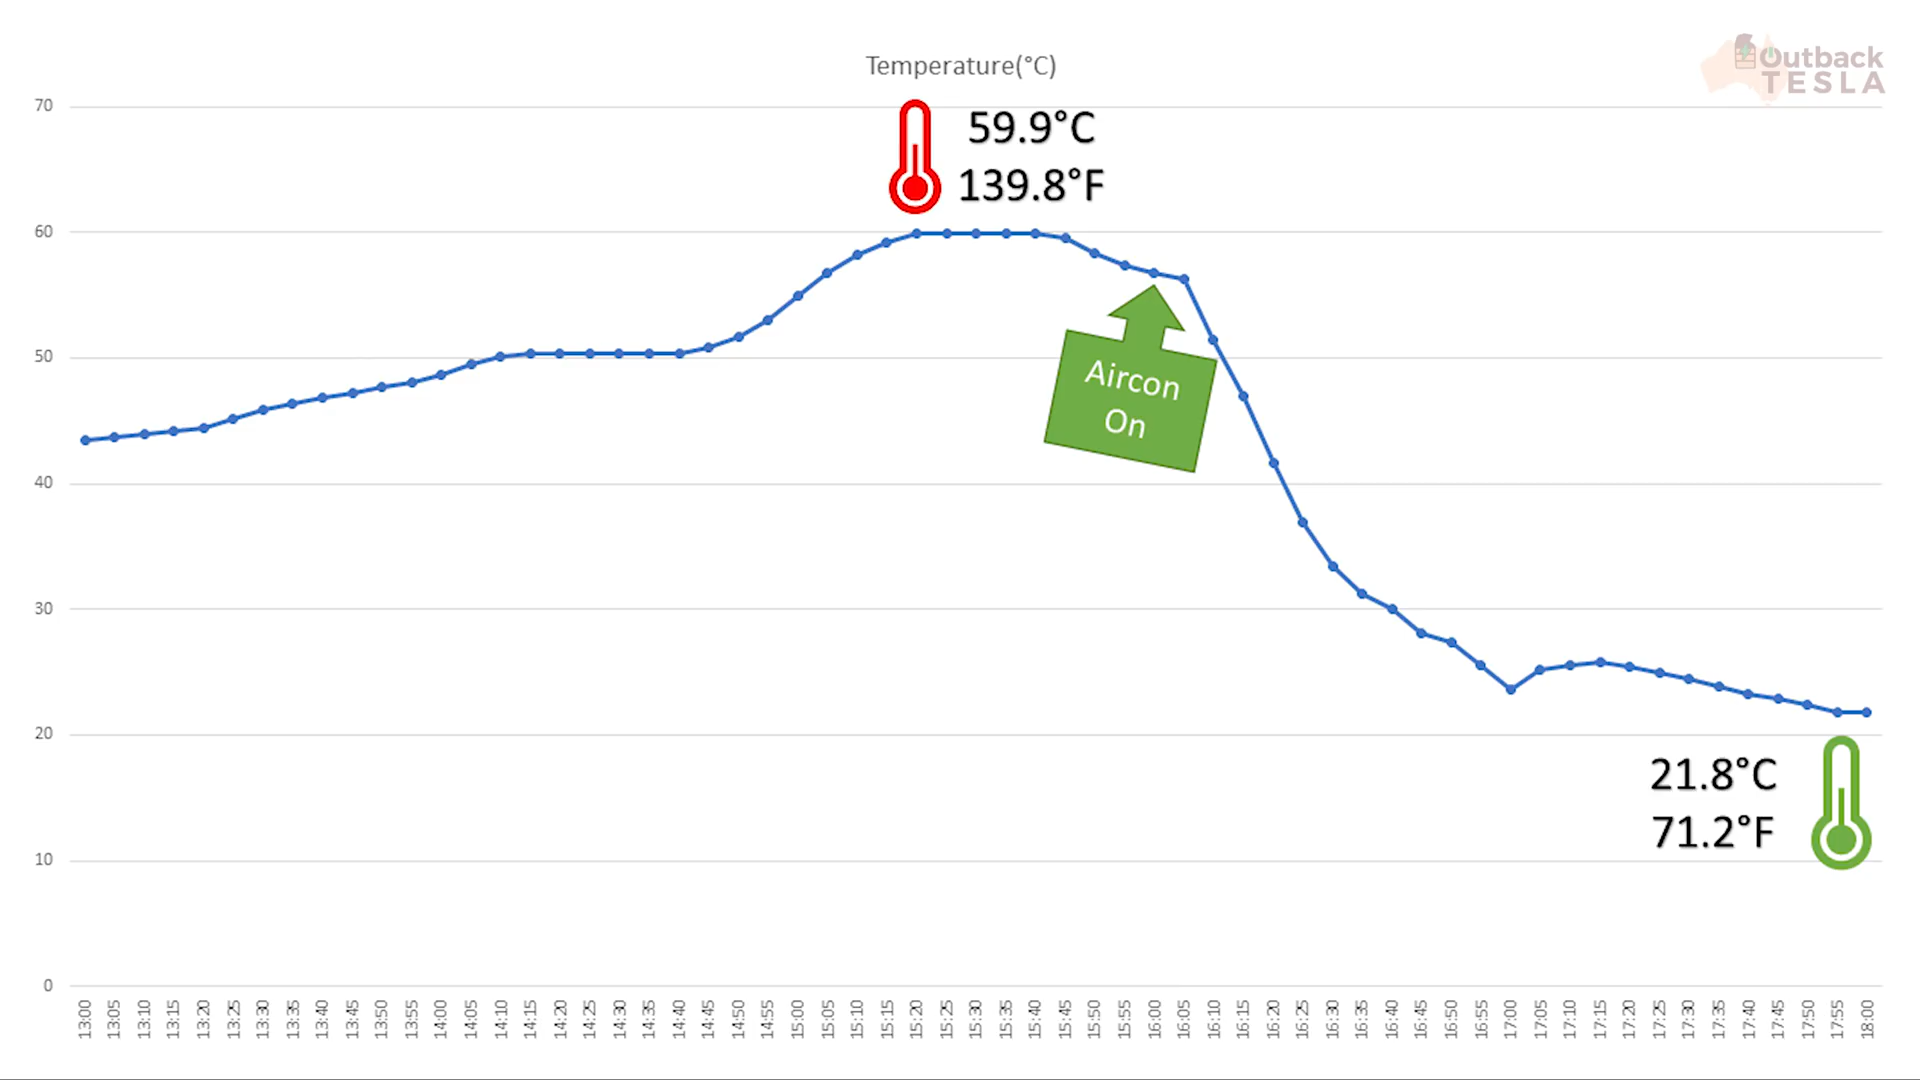 Outback
TESLA
Temperature(°C)
70
60
50
40
30
20
10
0
59.9°C
139.8°F
Aircon
On
21.8°C
71.2°F
13:00 13:05 13:10 13:15 13:20 13:25 13:30 13:35 13:40 13:45 13:50 13:55 14:00 14:05 14:10 14:15 14:20 14:25 14:30 14:35 14:40 14:45 14:50 14:55 15:00 15:05 15:10 15:15 15:20 15:25 15:30 15:35 15:40 15:45 15:50 15:55 16:00 16:05 16:10 16:15 16:20 16:25 16:30 16:35 16:40 16:45 16:50 16:55 17:00 17:05 17:10 17:15 17:20 17:25 17:30 17:35 17:40 17:45 17:50 17:55 18:00